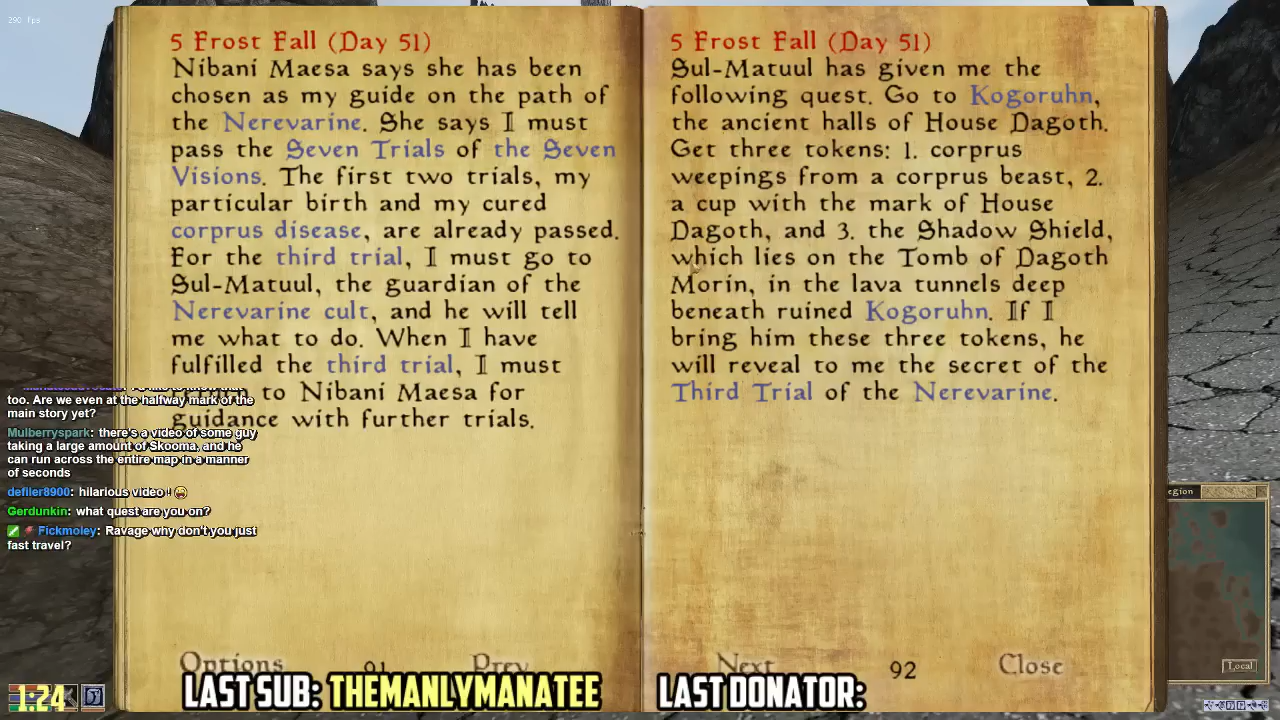 290 fps
5 Frost Fall (Day 51)
Nibani Maesa says she has been
chosen as my guide on the path of
the Nerevarine. She says I must
pass the Seven Trials of the Seven
Visions. The first two trials, my
particular birth and my cured
corprus disease, are already passed.
For the third trial, I must go to
Sul-Matuul, the guardian of the
Nerevarine cult, and he will tell
me what to do. When I have
fulfilled the third trial, I must
to Nibani Maesa for
guidance with further trials.
Options
91
Prev
5 Frost Fall (Day 51)
Sul-Matuul has given me the
following quest. Go to Kogoruhn,
the ancient halls of House Dagoth.
Get three tokens: 1. corprus
weepings from a corprus beast, 2.
a cup with the mark of House
Dagoth, and 3. the Shadow Shield,
which lies on the Tomb of Dagoth
Morin, in the lava tunnels deep
beneath ruined Kogoruhn. If I
bring him these three tokens, he
will reveal to me the secret of the
Third Trial of the Nerevarine.
Next
92
Close
too. Are we even at the halfway mark of the
main story yet?
Mulberryspark: there's a video of some guy
taking a large amount of Skooma, and he
can run across the entire map in a manner
of seconds
defiler8900: hilarious video !
Gerdunkin: what quest are you on?
Fickmoley: Ravage why don't you just
fast travel?
egion
Local
1.24
LAST SUB: THEMANLYMANATEE
LAST DONATOR: